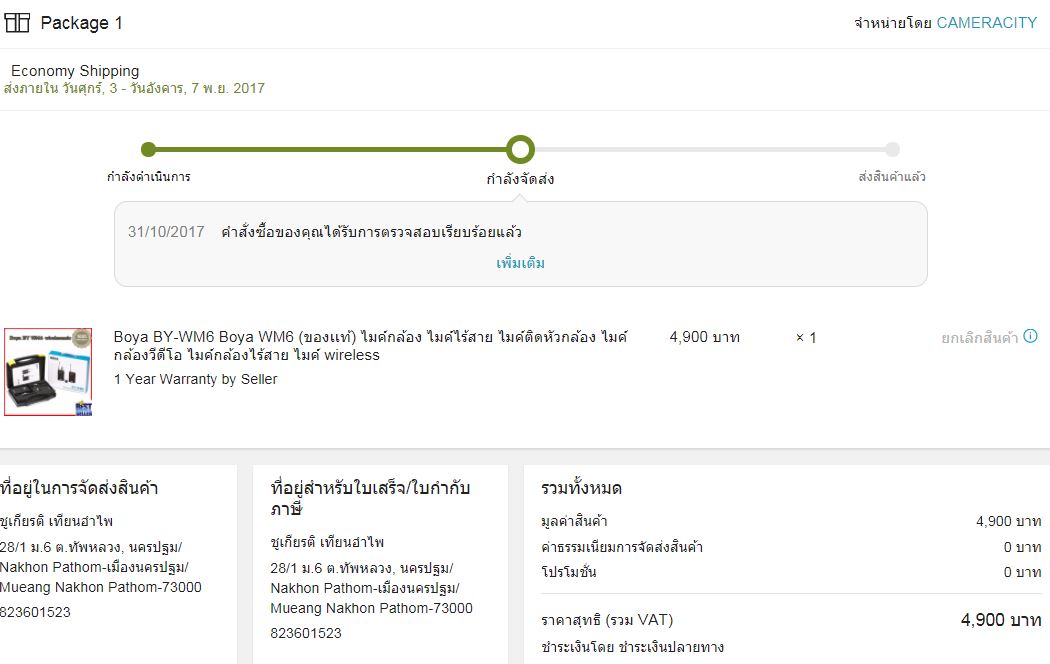 Package 1
จำหน่ายโดย CAMERACITY
Economy Shipping
ส่งภายใน วันศุกร์, 3 - วันอังคาร, 7 พ.ย. 2017
กำลังดำเนินการ
กำลังจัดส่ง
ส่งสินค้าแล้ว
31/10/2017 คำสั่งซื้อของคุณได้รับการตรวจสอบเรียบร้อยแล้ว
เพิ่มเติม
Boya BY-WM6 Boya WM6 (ของแท้) ไมค์กล้อง ไมค์ไร้สาย ไมค์ติดหัวกล้อง ไมค์
กล้องวีดีโอ ไมค์กล้องไร้สาย ไมค์ wireless
1 Year Warranty by Seller
4,900 บาท
× 1
ยกเลิกสินค้า
ที่อยู่ในการจัดส่งสินค้า
ชูเกียรติ เทียนอำไพ
28/1 ม.6 ต.ทัพหลวง, นครปฐม/
Nakhon Pathom-เมืองนครปฐม/
Mueang Nakhon Pathom-73000
823601523
ที่อยู่สำหรับใบเสร็จ/ใบกำกับ
ภาษี
ชูเกียรติ เทียนอำไพ
28/1 ม.6 ต.ทัพหลวง, นครปฐม/
Nakhon Pathom-เมืองนครปฐม/
Mueang Nakhon Pathom-73000
823601523
รวมทั้งหมด
มูลค่าสินค้า 4,900 บาท
ค่าธรรมเนียมการจัดส่งสินค้า 0 บาท
โปรโมชั่น 0 บาท
ราคาสุทธิ (รวม VAT) 4,900 บาท
ชำระเงินโดย ชำระเงินปลายทาง